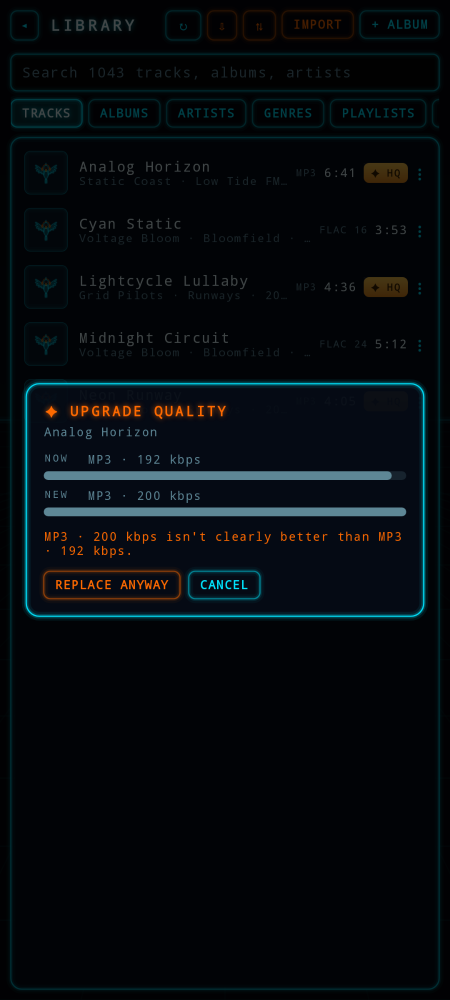 LIBRARY
IMPORT
+ ALBUM
Search 1043 tracks, albums, artists
TRACKS
ALBUMS
ARTISTS
GENRES
PLAYLISTS
Analog Horizon
MP3 6:41 ✦ HQ
Static Coast · Low Tide FM…
Cyan Static
FLAC 16 3:53
Voltage Bloom · Bloomfield · …
Lightcycle Lullaby
MP3 4:36 ✦ HQ
Grid Pilots · Runways · 20…
Midnight Circuit
FLAC 24 5:12
Voltage Bloom · Bloomfield · …
Neon Runway
✦ UPGRADE QUALITY
Analog Horizon
NOW MP3 · 192 kbps
NEW MP3 · 200 kbps
MP3 · 200 kbps isn't clearly better than MP3
· 192 kbps.
REPLACE ANYWAY
CANCEL